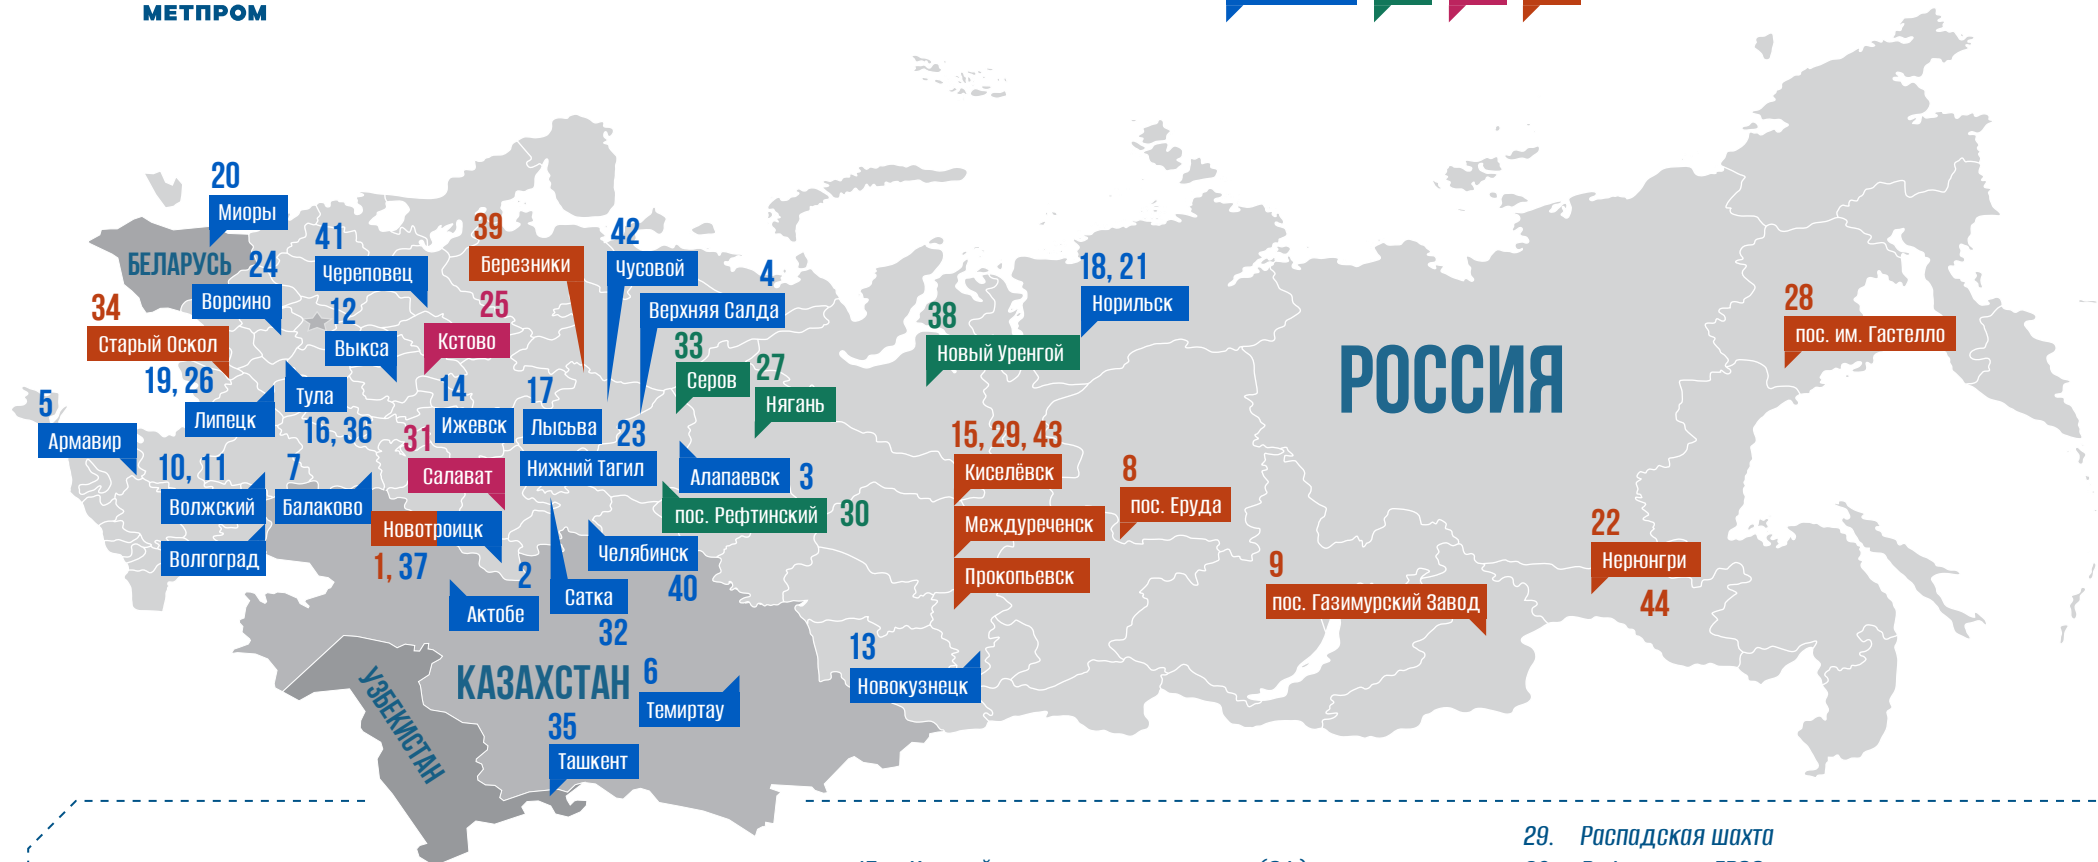 МЕТПРОМ
20
Миоры
БЕЛАРУСЬ
24
Ворсино
41
Череповец
39
Березники
42
Чусовой
4
Верхняя Салда
18, 21
Норильск
28
пос. им. Гастелло
34
Старый Оскол
12
Выкса
25
Кстово
33
Серов
27
Нягань
38
Новый Уренгой
РОССИЯ
5
Армавир
19, 26
Липецк
Тула
16, 36
14
Ижевск
17
Лысьва
31
Салават
23
Нижний Тагил
Алапаевск
3
15, 29, 43
Киселёвск
Междуреченск
Прокопьевск
8
пос. Еруда
10, 11
Волжский
Волгоград
7
Балаково
Новотроицк
1, 37
пос. Рефтинский
30
Челябинск
40
2
Актобе
Сатка
32
22
Нерюнгри
44
9
пос. Газимурский Завод
КАЗАХСТАН
УЗБЕКИСТАН
6
Темиртау
13
Новокузнецк
35
Ташкент
29. Распадская шахта